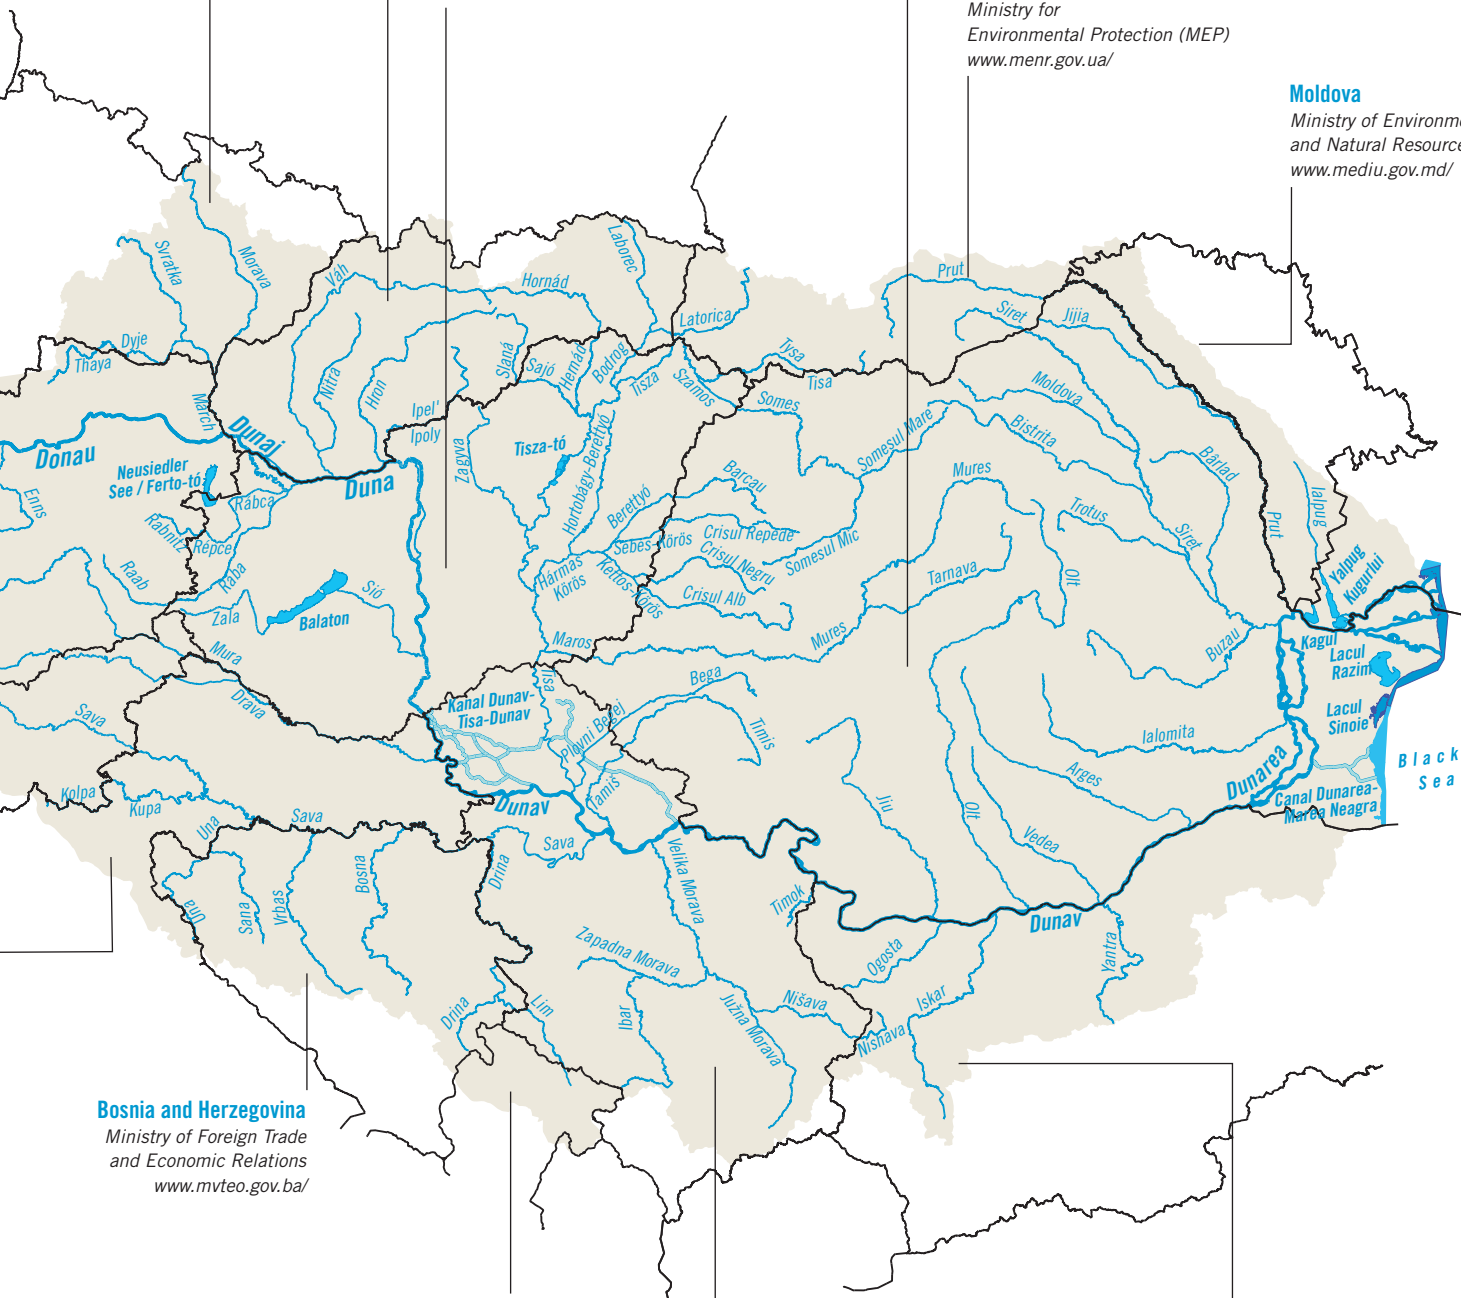 Ministry for
Environmental Protection (MEP)
www.menr.gov.ua/
Moldova
Ministry of Environme
and Natural Resource
www.mediu.gov.md/
Svratka
Morava
Váh
Hornád
Laborec
Latorica
Prut
Siret
Jijia
Dyje
Thaya
March
Nitra
Hron
Slaná
Sajó
Hernád
Bodrog
Tisza
Szamos
Tysa
Tisa
Somes
Somesul Mare
Moldova
Bistrita
Ipel'
Ipoly
Donau
Dunaj
Duna
Neusiedler
See / Ferto-tó
Enns
Rábca
Rabnitz
Répce
Rába
Raab
Zala
Balaton
Sjó
Mura
Zagyva
Tisza-tó
Hortobágy-Berettyó
Berettyó
Barcau
Sebes-Körös
Crisul Repede
Crisul Negru
Crisul Alb
Kettos-Körös
Hármas
Körös
Somesul Mic
Mures
Tarnava
Trotus
Olt
Siret
Bârlad
Prut
Ialpug
Yalpug
Kugurlui
Kagul
Lacul
Razim
Lacul
Sinoie
Black
Sea
Maros
Mures
Buzau
Tisa
Bega
Kanal Dunav-
Tisa-Dunav
Plovni Begej
Timis
Tamiš
Ialomita
Arges
Dunarea
Canal Dunarea-
Marea Neagra
Drava
Sava
Kolpa
Kupa
Una
Sava
Dunav
Sava
Drina
Velika Morava
Timok
Jiu
Olt
Vedea
Dunav
Una
Sana
Vrbas
Bosna
Zapadna Morava
Ibar
Južna Morava
Nišava
Nishava
Ogosta
Iskar
Yantra
Drina
Lim
Bosnia and Herzegovina
Ministry of Foreign Trade
and Economic Relations
www.mvteo.gov.ba/